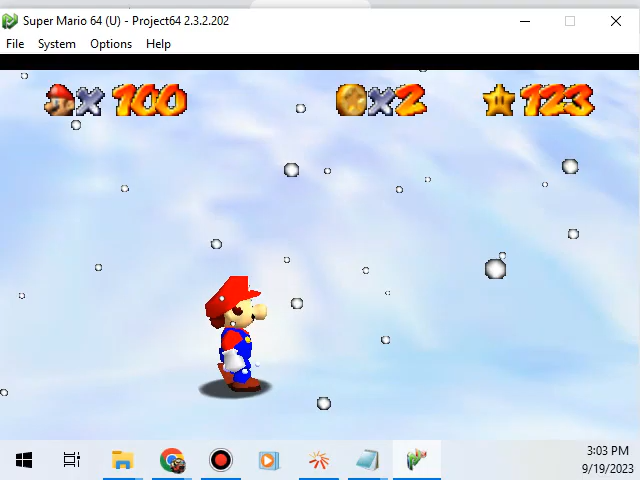 Super Mario 64 (U) - Project64 2.3.2.202
File System Options Help
x 100 x 2 123
3:03 PM
9/19/2023